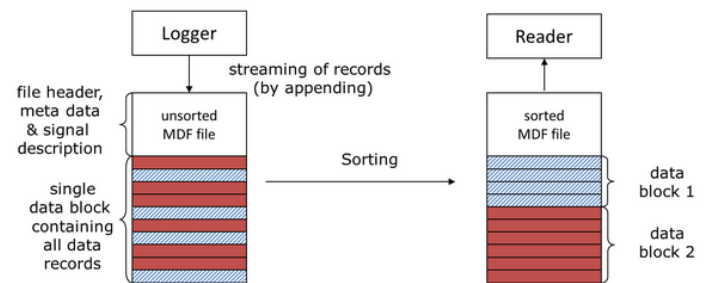 Logger
Reader
streaming of records
(by appending)
file header,
meta data
& signal
description
unsorted
MDF file
sorted
MDF file
Sorting
single
data block
containing
all data
records
data
block 1
data
block 2